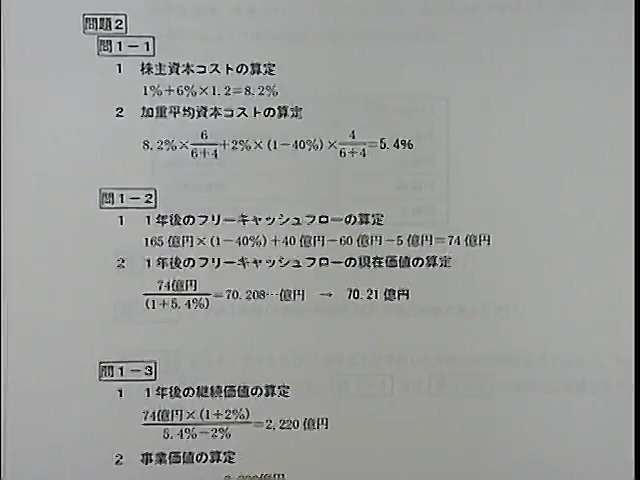 問題2
問1-1
1 株主資本コストの算定
1%+6%×1.2=8.2%
2 加重平均資本コストの算定
8.2%×6/(6+4)+2%×(1-40%)×4/(6+4)=5.4%
問1-2
1 1年後のフリーキャッシュフローの算定
165億円×(1-40%)+40億円-60億円-5億円=74億円
2 1年後のフリーキャッシュフローの現在価値の算定
74億円/(1+5.4%)=70.208…億円 → 70.21億円
問1-3
1 1年後の継続価値の算定
74億円×(1+2%)/(5.4%-2%)=2,220億円
2 事業価値の算定